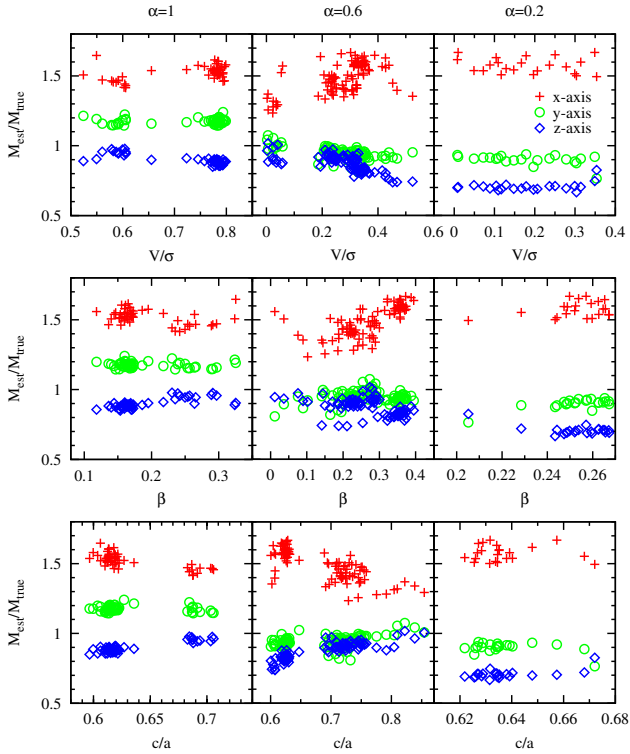 α=1 α=0.6 α=0.2
M_est/M_true
1.5
1
0.5
x-axis
y-axis
z-axis
0.5 0.6 0.7 0.8 0 0.2 0.4 0.6 0 0.1 0.2 0.3 0.4
V/σ V/σ V/σ
M_est/M_true
1.5
1
0.5
0.1 0.2 0.3 0 0.1 0.2 0.3 0.4 0.2 0.22 0.24 0.26
β β β
M_est/M_true
1.5
1
0.5
0.6 0.65 0.7 0.6 0.7 0.8 0.62 0.64 0.66 0.68
c/a c/a c/a